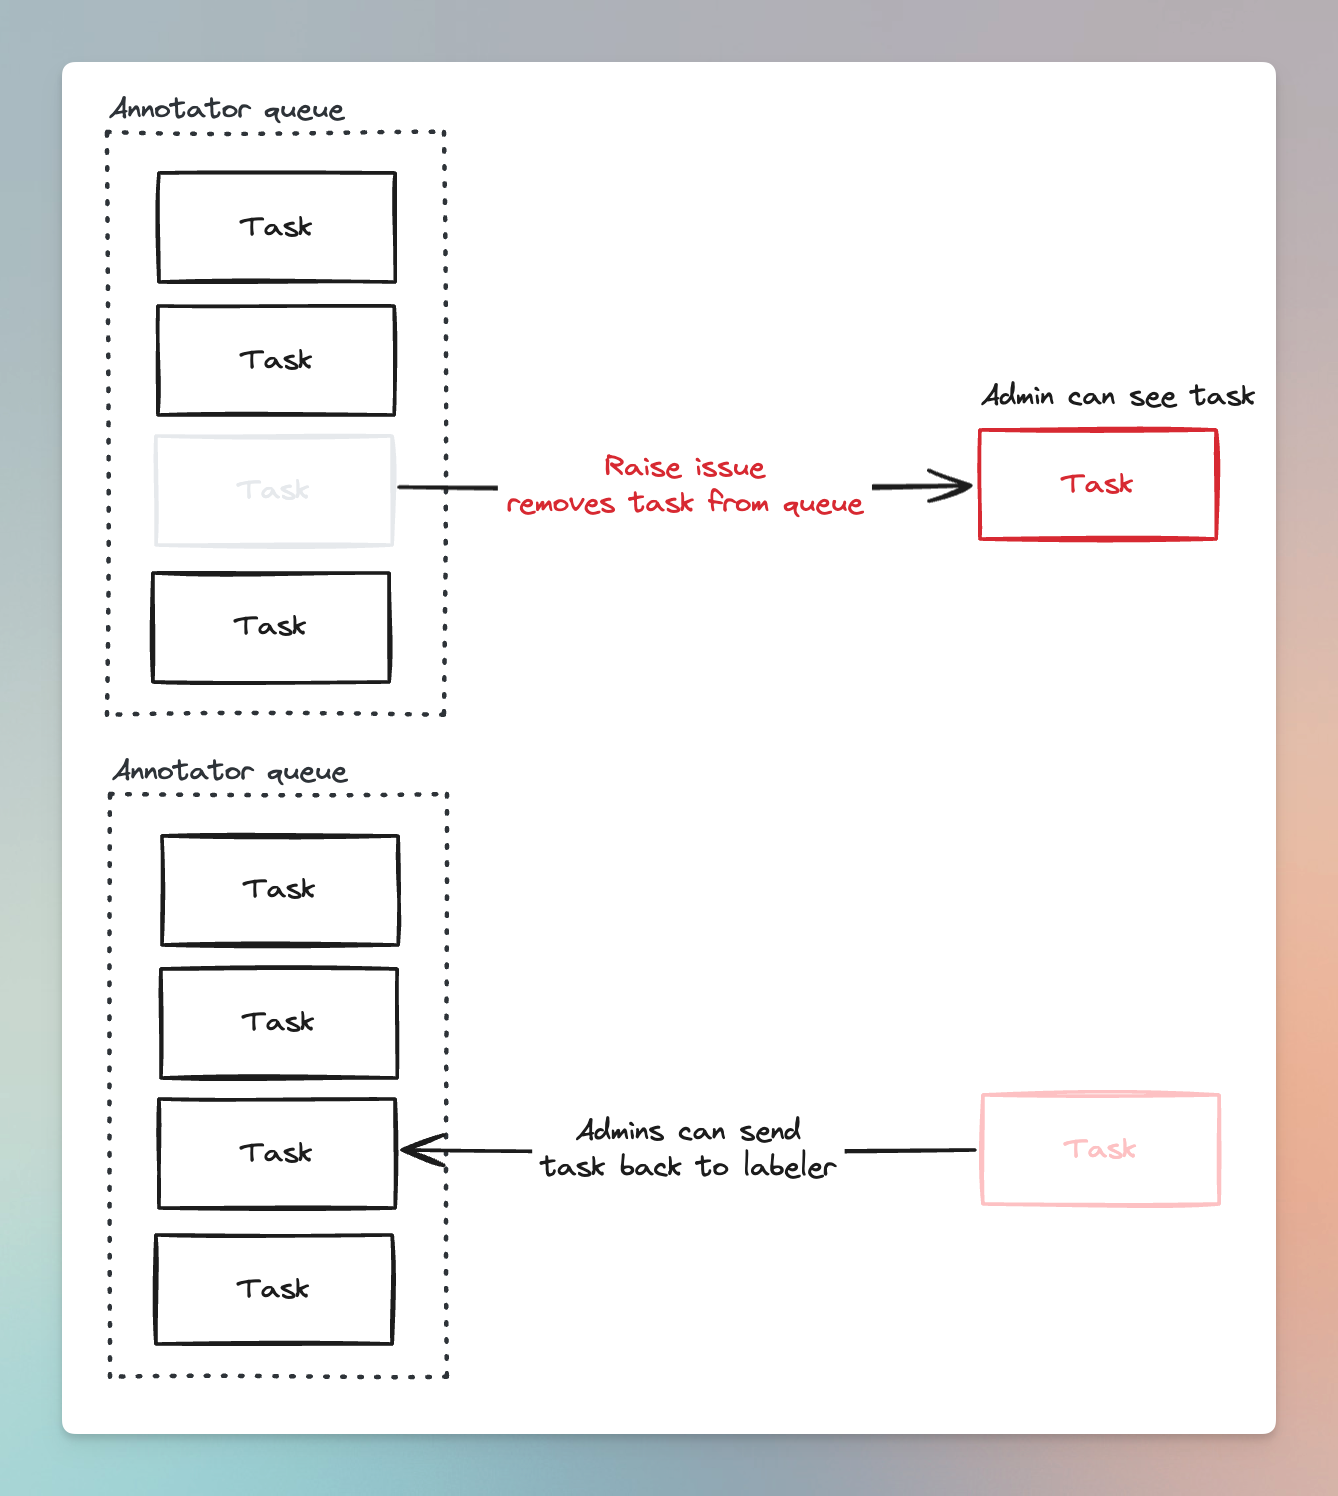 Annotator queue
Task
Task
Admin can see task
Task
Raise issue
removes task from queue
Task
Task
Annotator queue
Task
Task
Task
Admins can send
task back to labeler
Task
Task